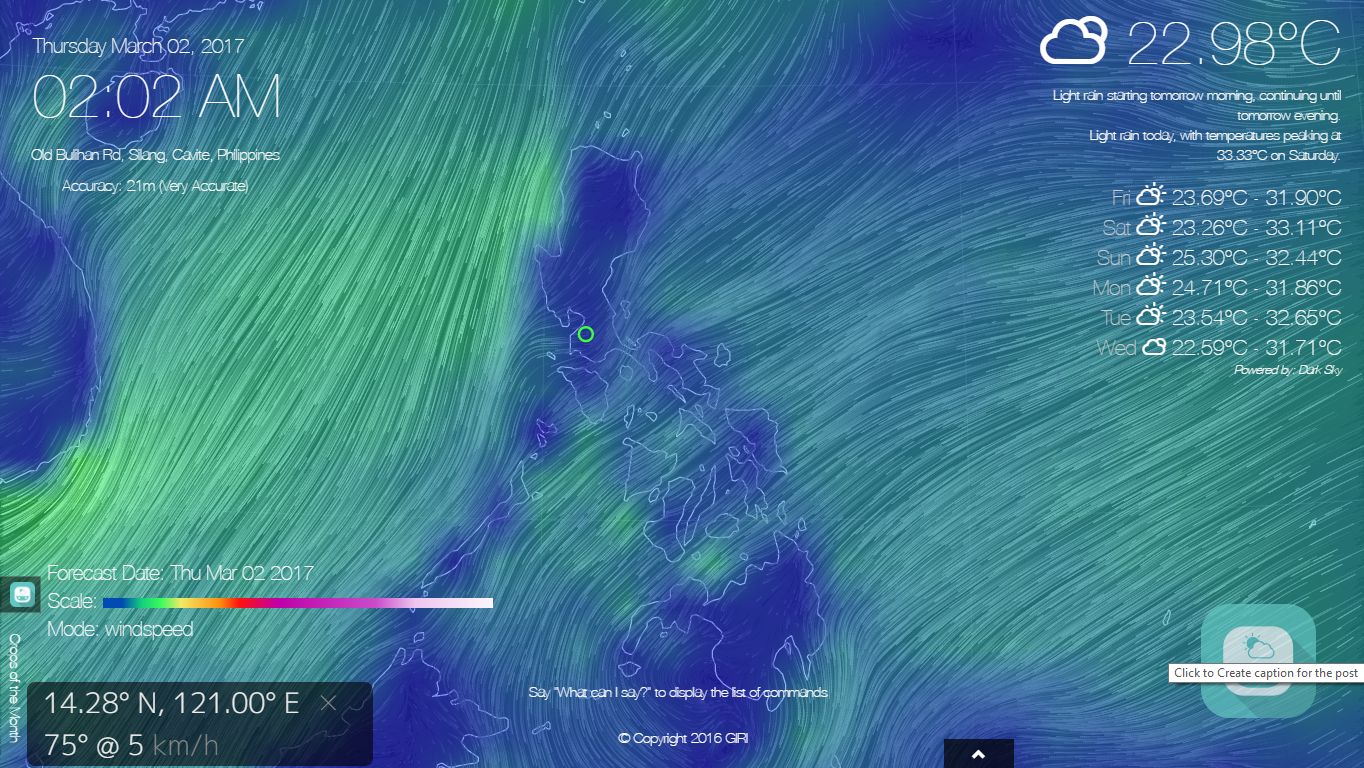 Thursday March 02, 2017
02:02 AM
Old Bulihan Rd, Silang, Cavite, Philippines
Accuracy: 21m (Very Accurate)
22.98°C
Light rain starting tomorrow morning, continuing until
tomorrow evening.
Light rain today, with temperatures peaking at
33.33°C on Saturday.
Fri 23.69°C - 31.90°C
Sat 23.26°C - 33.11°C
Sun 25.30°C - 32.44°C
Mon 24.71°C - 31.86°C
Tue 23.54°C - 32.65°C
Wed 22.59°C - 31.71°C
Powered by: Dark Sky
Forecast Date: Thu Mar 02 2017
Scale:
Mode: windspeed
Crops of the Month
14.28° N, 121.00° E ×
75° @ 5 km/h
Say "What can I say?" to display the list of commands
© Copyright 2016 GIRI
Click to Create caption for the post